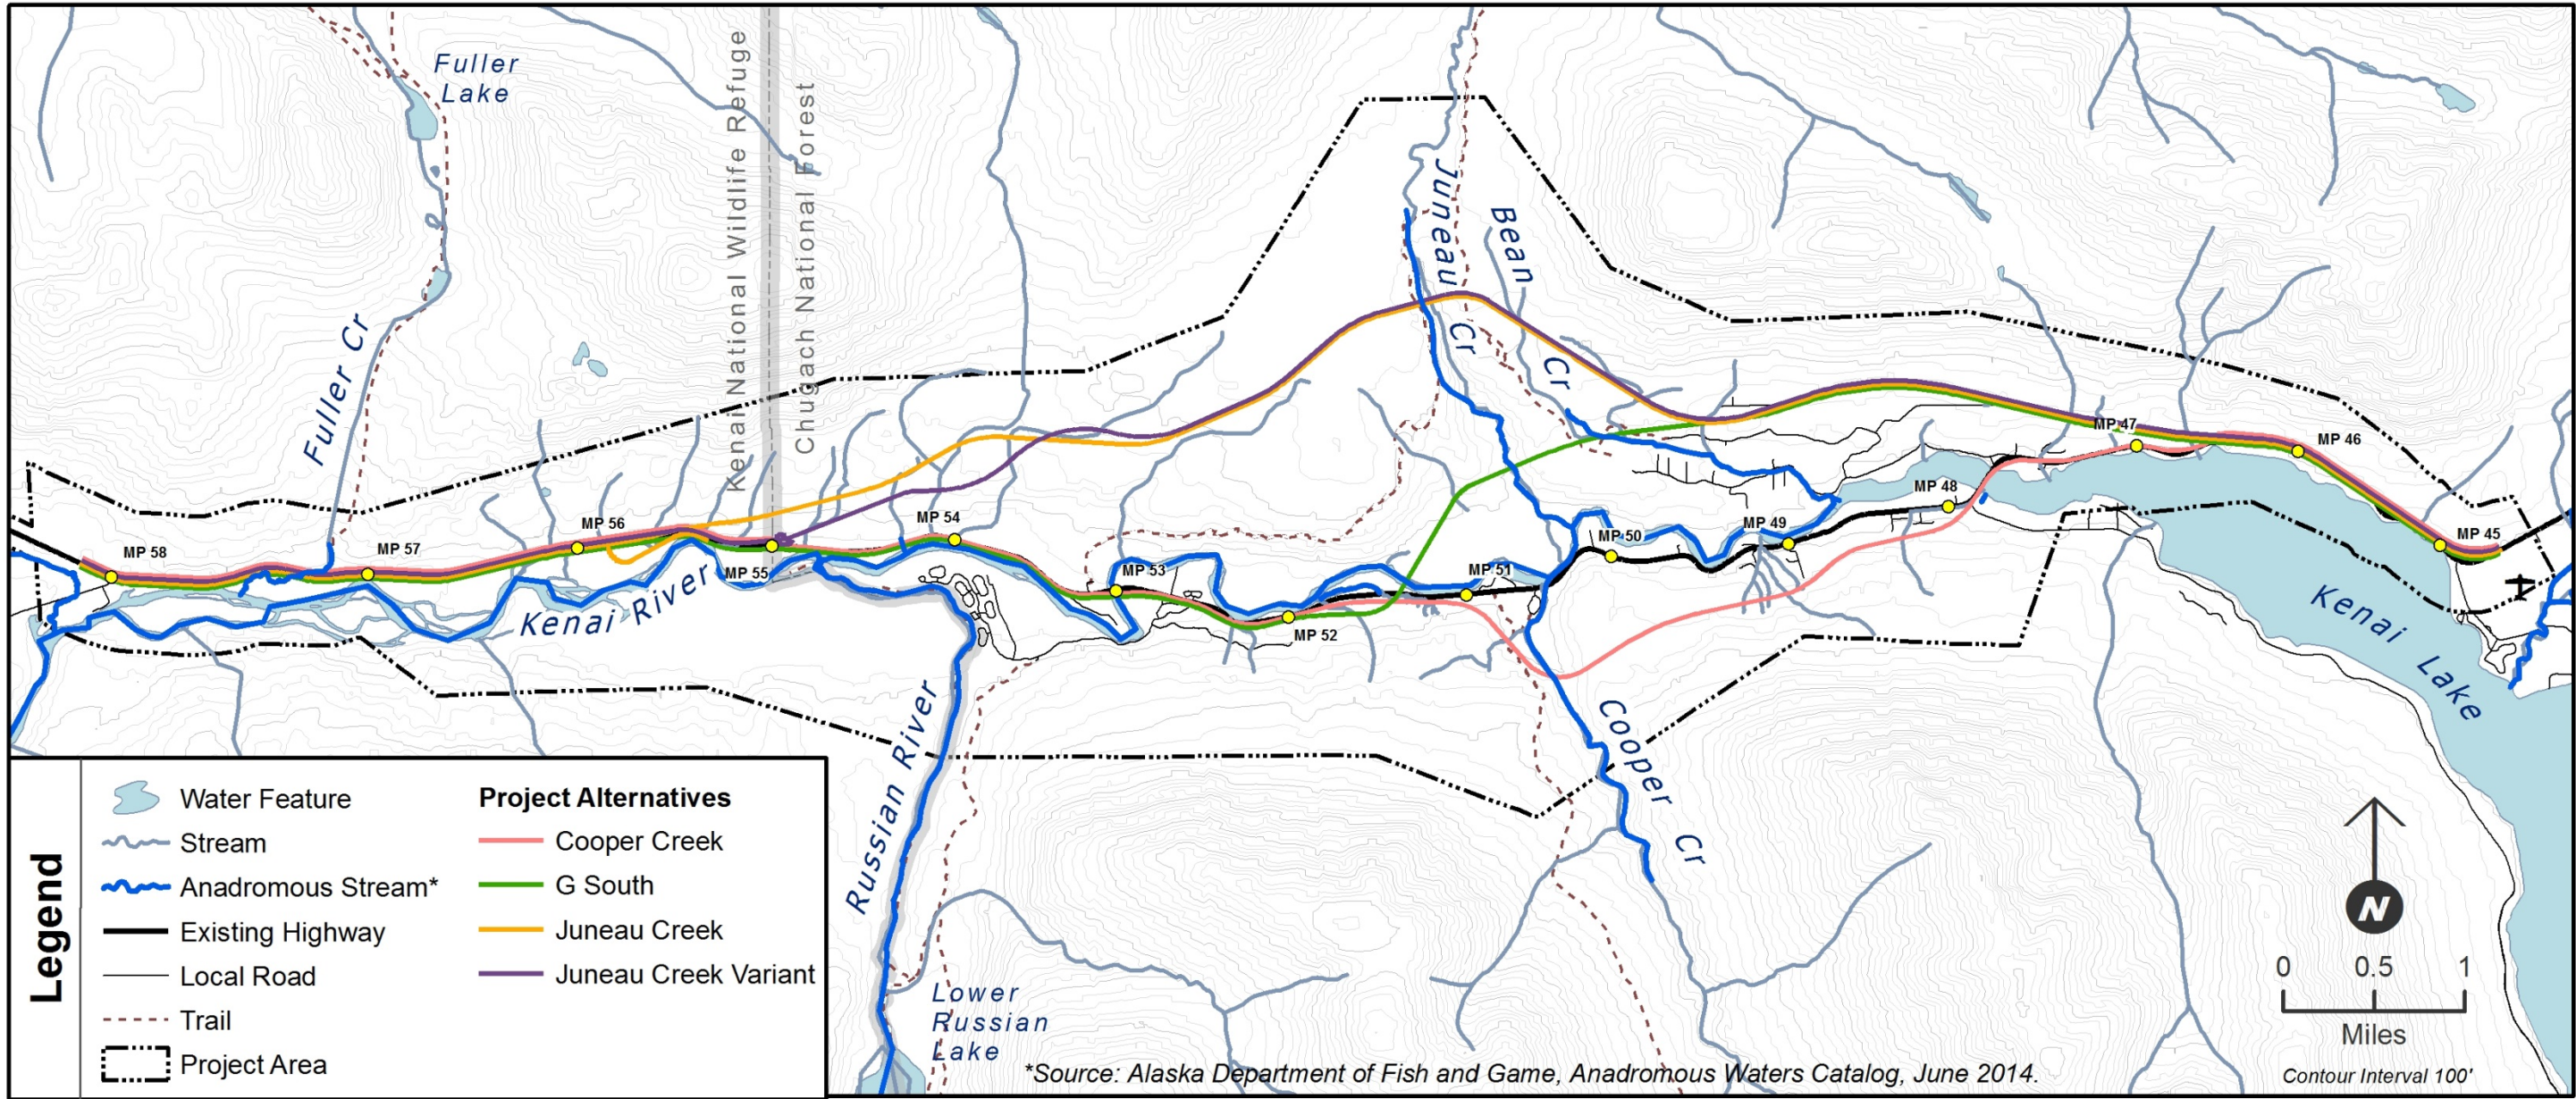 Fuller
Lake
Kenai National Wildlife Refuge
Chugach National Forest
Juneau
Cr
Bean
Cr
Fuller Cr
MP 58
MP 57
MP 56
MP 55
MP 54
MP 53
MP 52
MP 51
MP 50
MP 49
MP 48
MP 47
MP 46
MP 45
Kenai River
Kenai Lake
Russian River
Cooper Cr
Lower
Russian
Lake
Legend
Water Feature
Stream
Anadromous Stream*
Existing Highway
Local Road
Trail
Project Area
Project Alternatives
Cooper Creek
G South
Juneau Creek
Juneau Creek Variant
N
0 0.5 1
Miles
Contour Interval 100'
*Source: Alaska Department of Fish and Game, Anadromous Waters Catalog, June 2014.